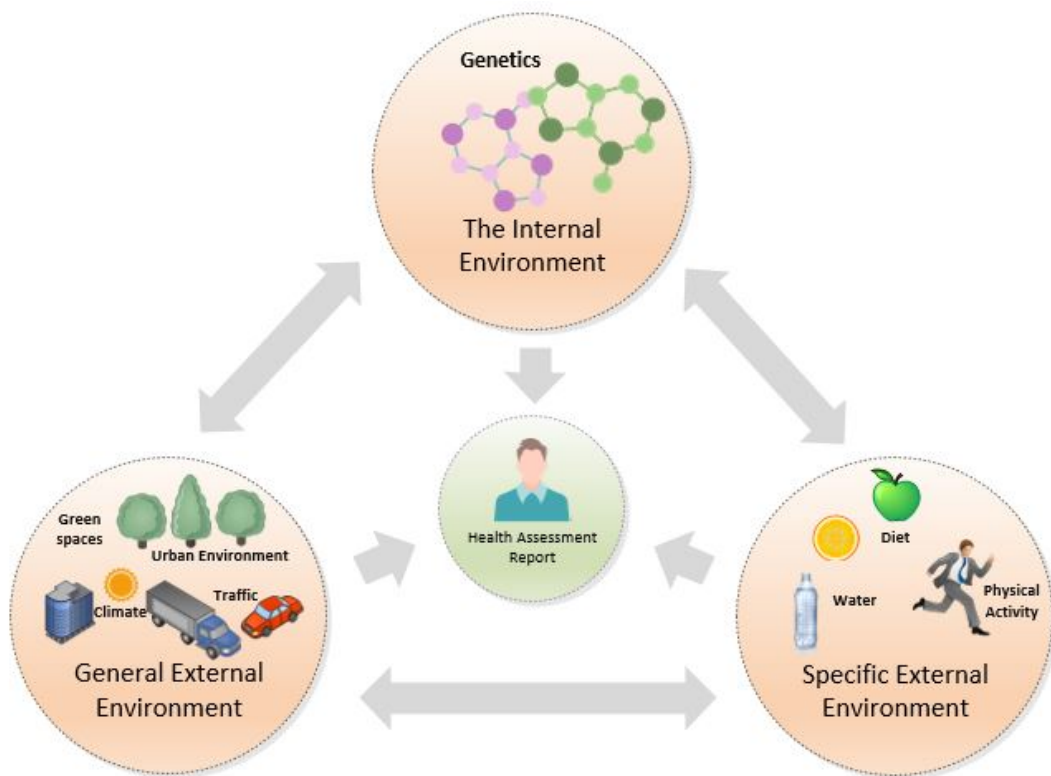 Genetics
The Internal
Environment
Health Assessment
Report
Green
spaces
Urban Environment
Climate
Traffic
General External
Environment
Diet
Water
Physical
Activity
Specific External
Environment